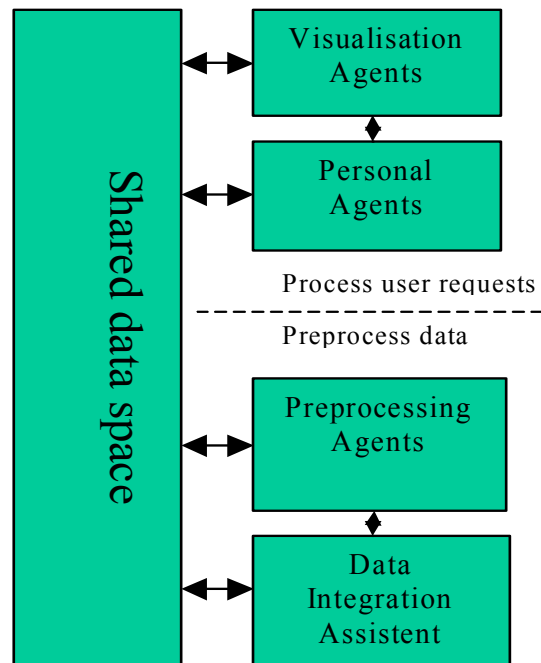 Shared data space
Visualisation
Agents
Personal
Agents
Process user requests
Preprocess data
Preprocessing
Agents
Data
Integration
Assistent